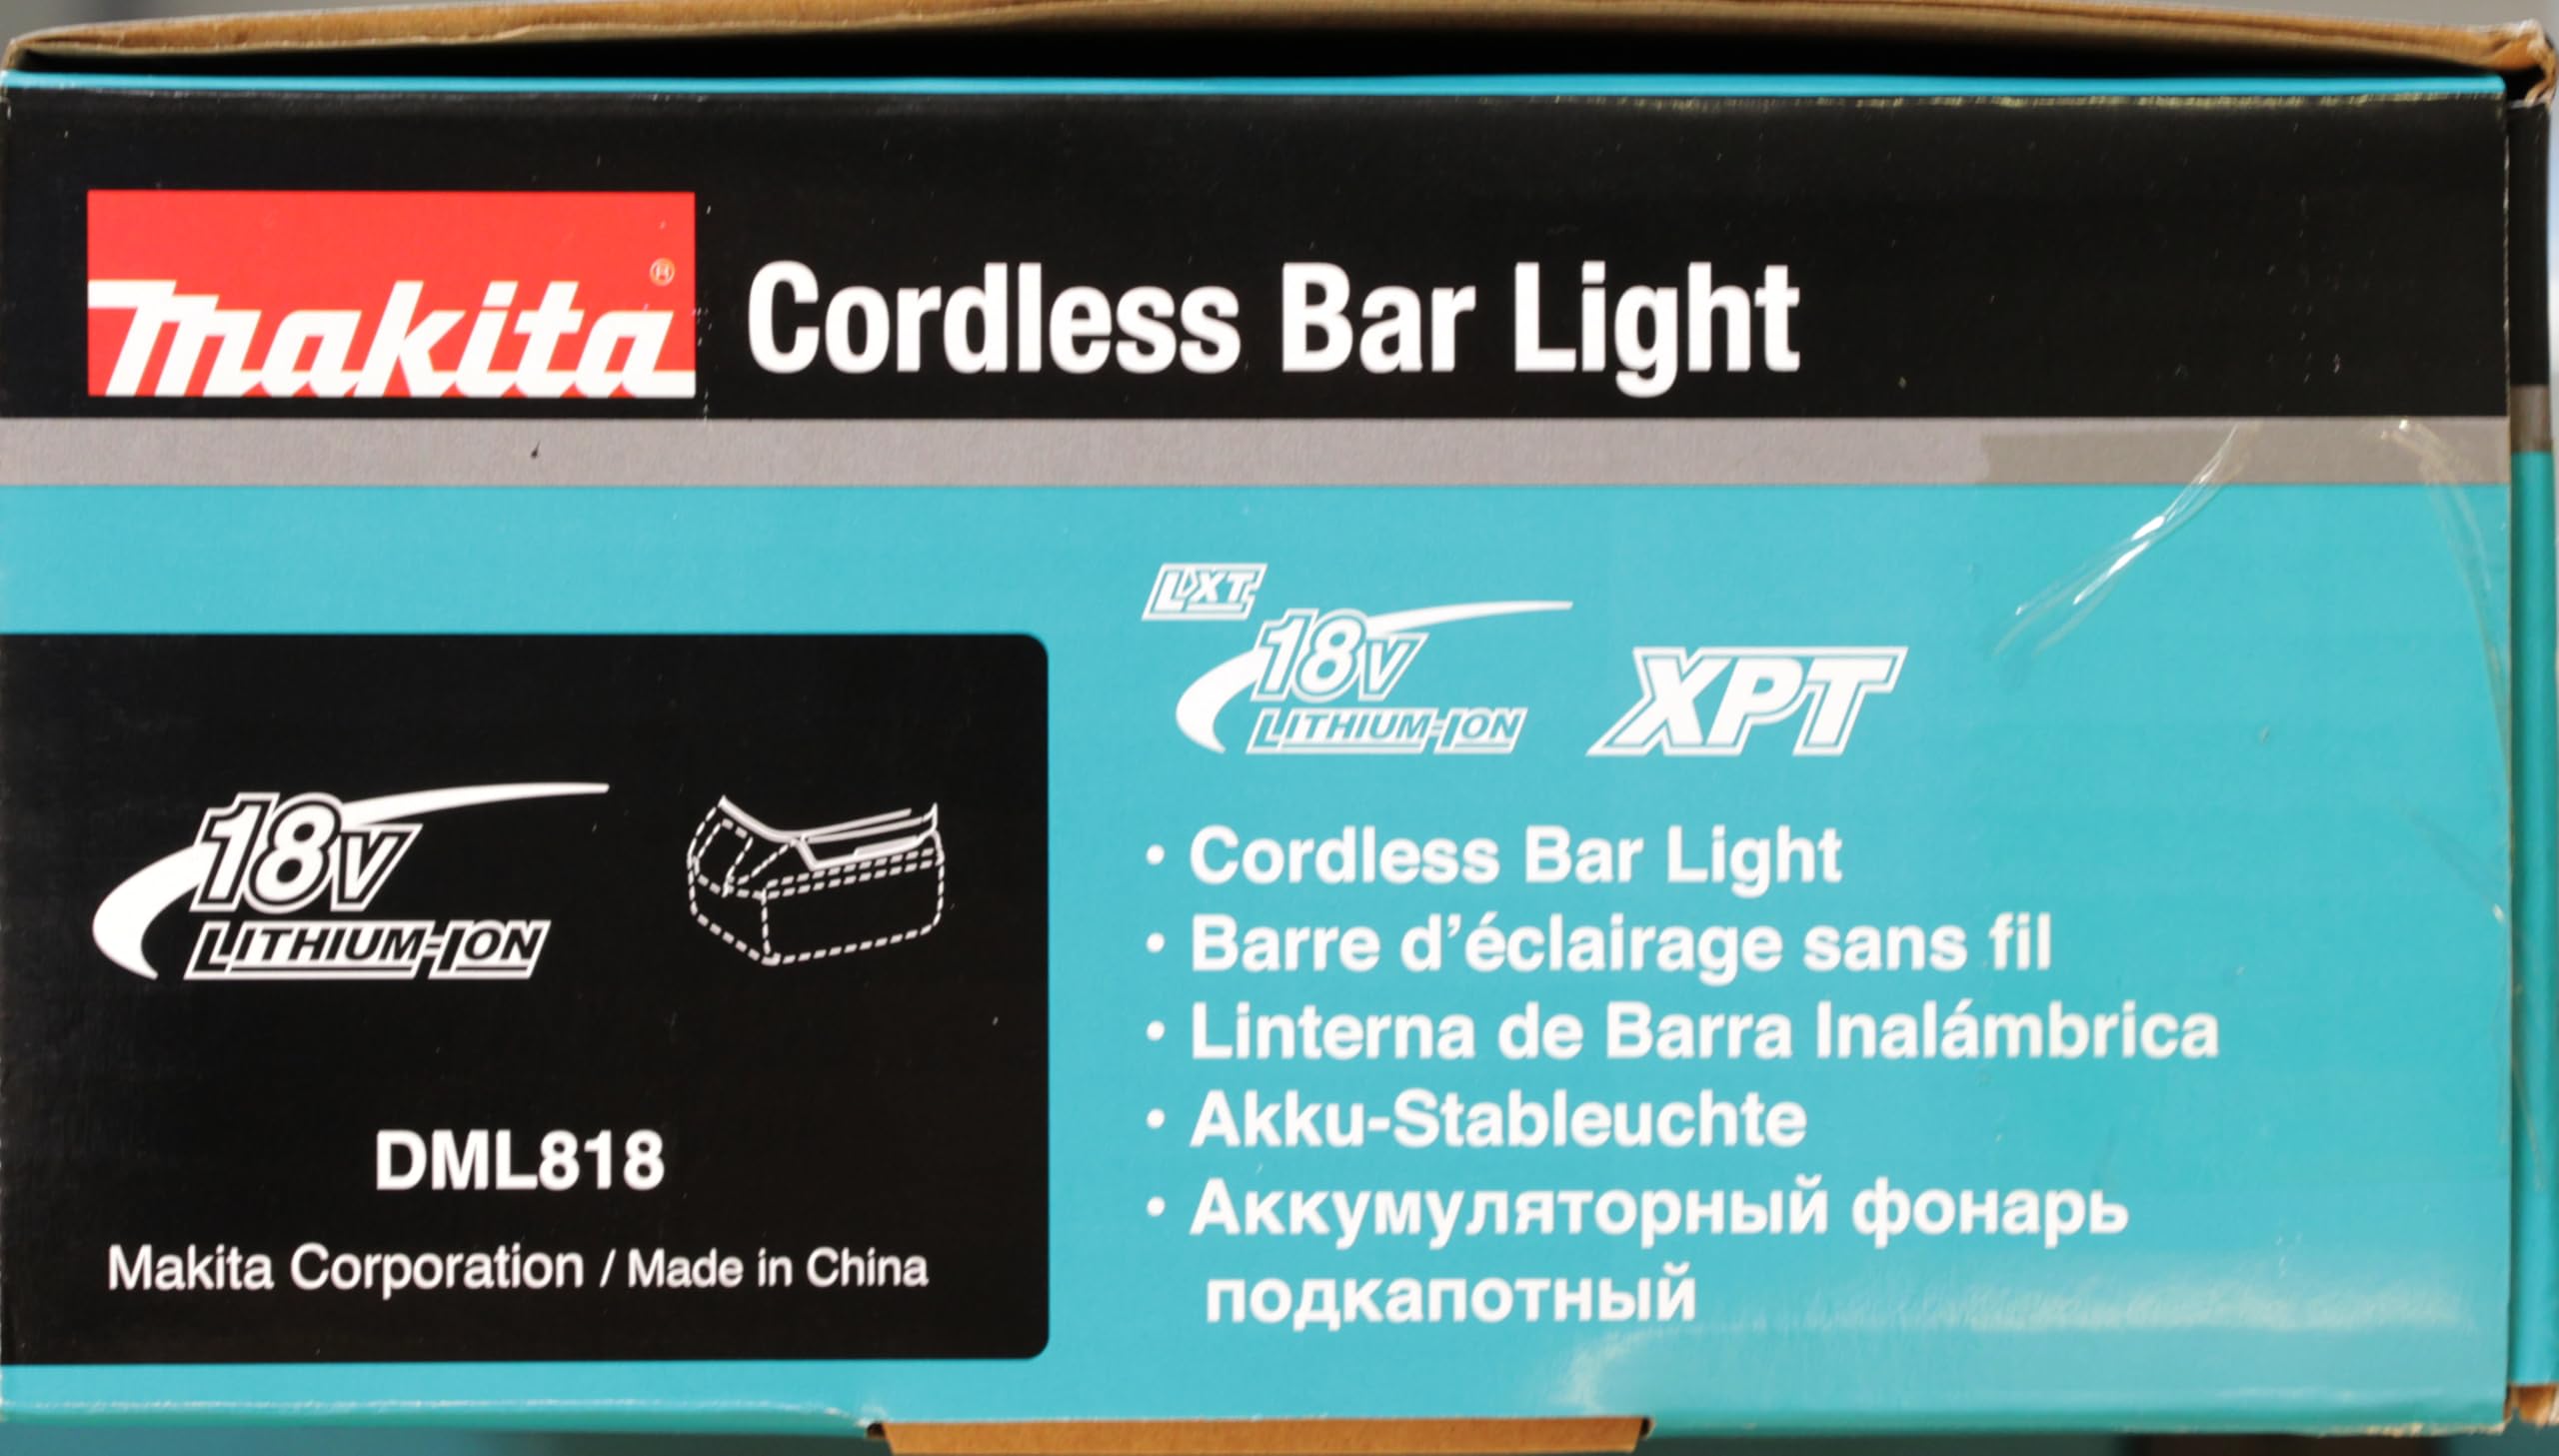 makita® Cordless Bar Light
LXT
18V
LITHIUM-ION
XPT
18V
LITHIUM-ION
DML818
Makita Corporation / Made in China
• Cordless Bar Light
• Barre d'éclairage sans fil
• Linterna de Barra Inalámbrica
• Akku-Stableuchte
• Аккумуляторный фонарь
подкапотный